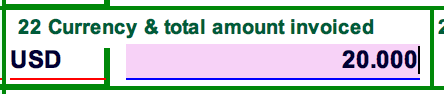 22 Currency & total amount invoiced
USD 20.000